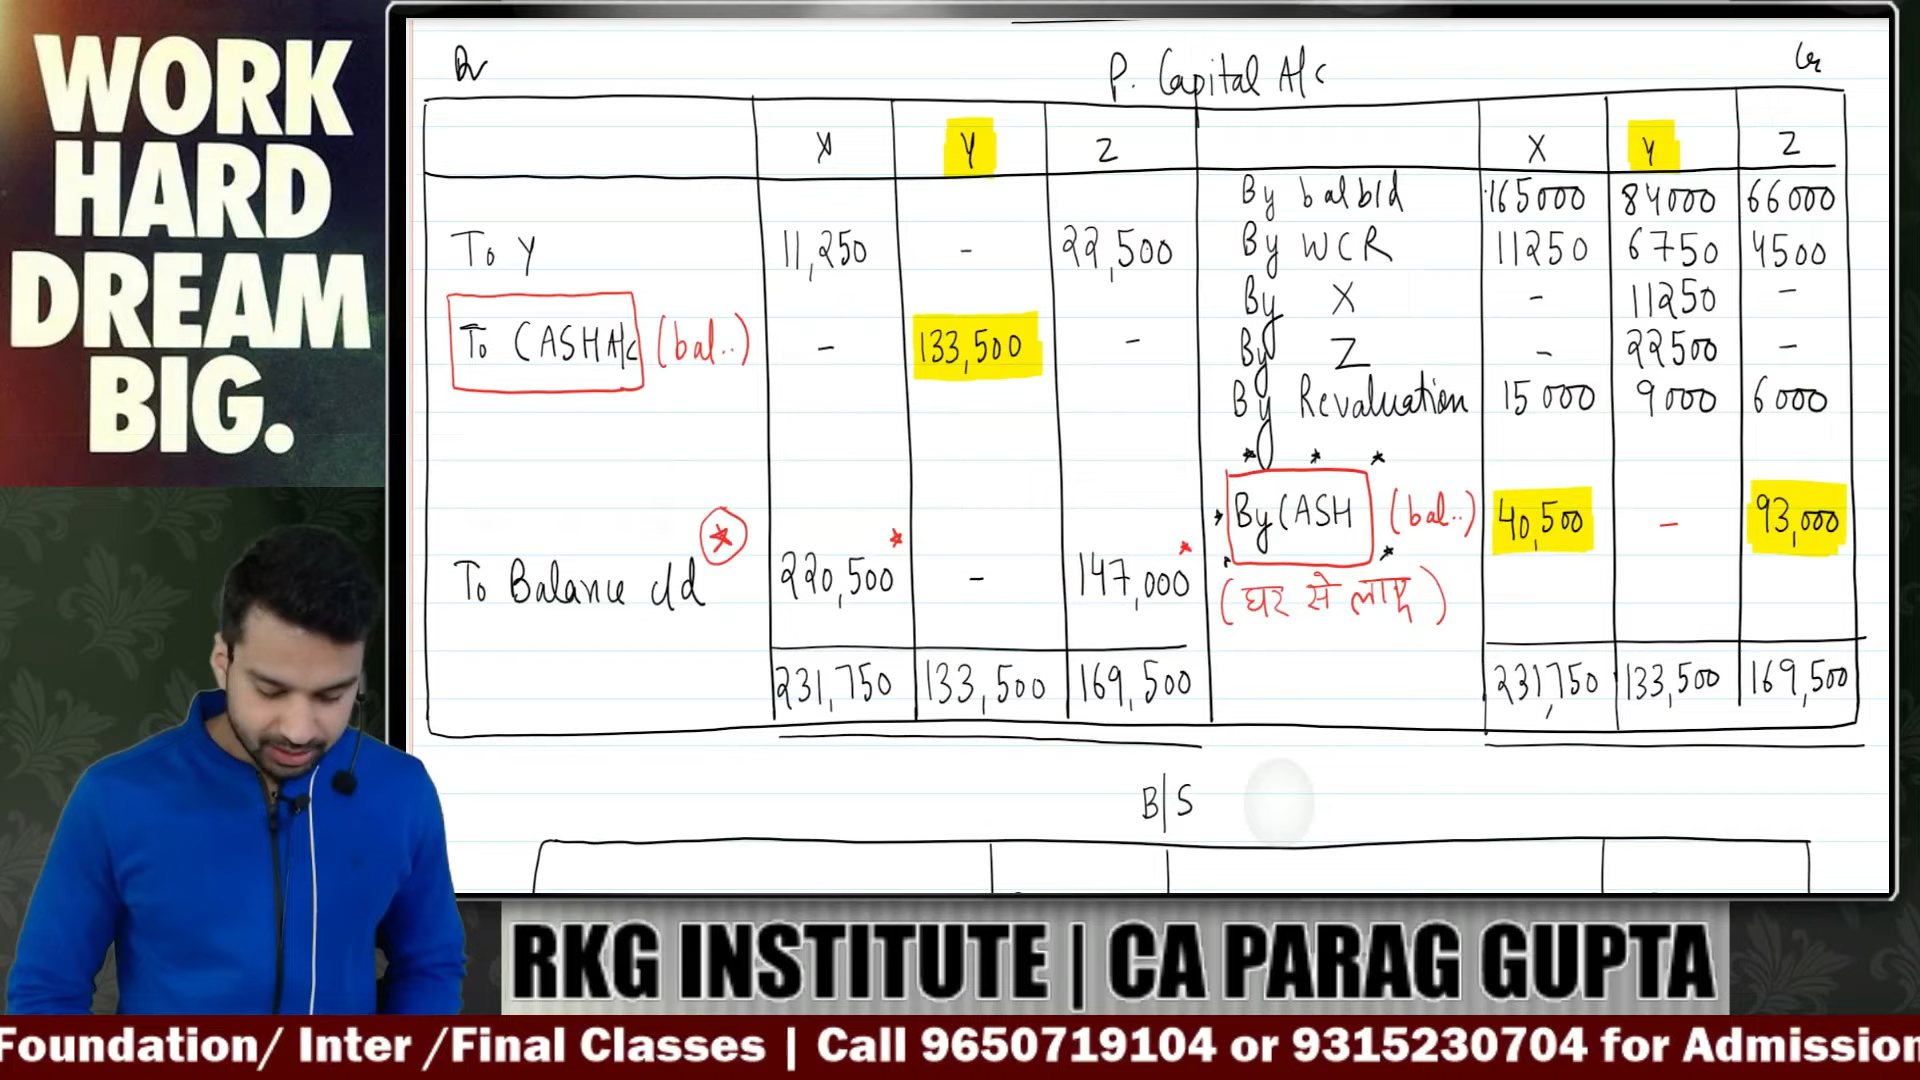 WORK
HARD
DREAM
BIG.
Dr P. Capital A/c Cr
X Y Z X Y Z
By bal b/d 165000 84000 66000
To Y 11,250 - 22,500 By WCR 11250 6750 4500
By X - 11250 -
To CASH A/c (bal..) - 133,500 - By Z - 22500 -
By Revaluation 15000 9000 6000
By CASH (bal..) 40,500 - 93,000
To Balance c/d 220,500 - 147,000 (घर से लाए)
231,750 133,500 169,500 231,750 133,500 169,500
B/S
RKG INSTITUTE | CA PARAG GUPTA
Foundation/ Inter /Final Classes | Call 9650719104 or 9315230704 for Admission